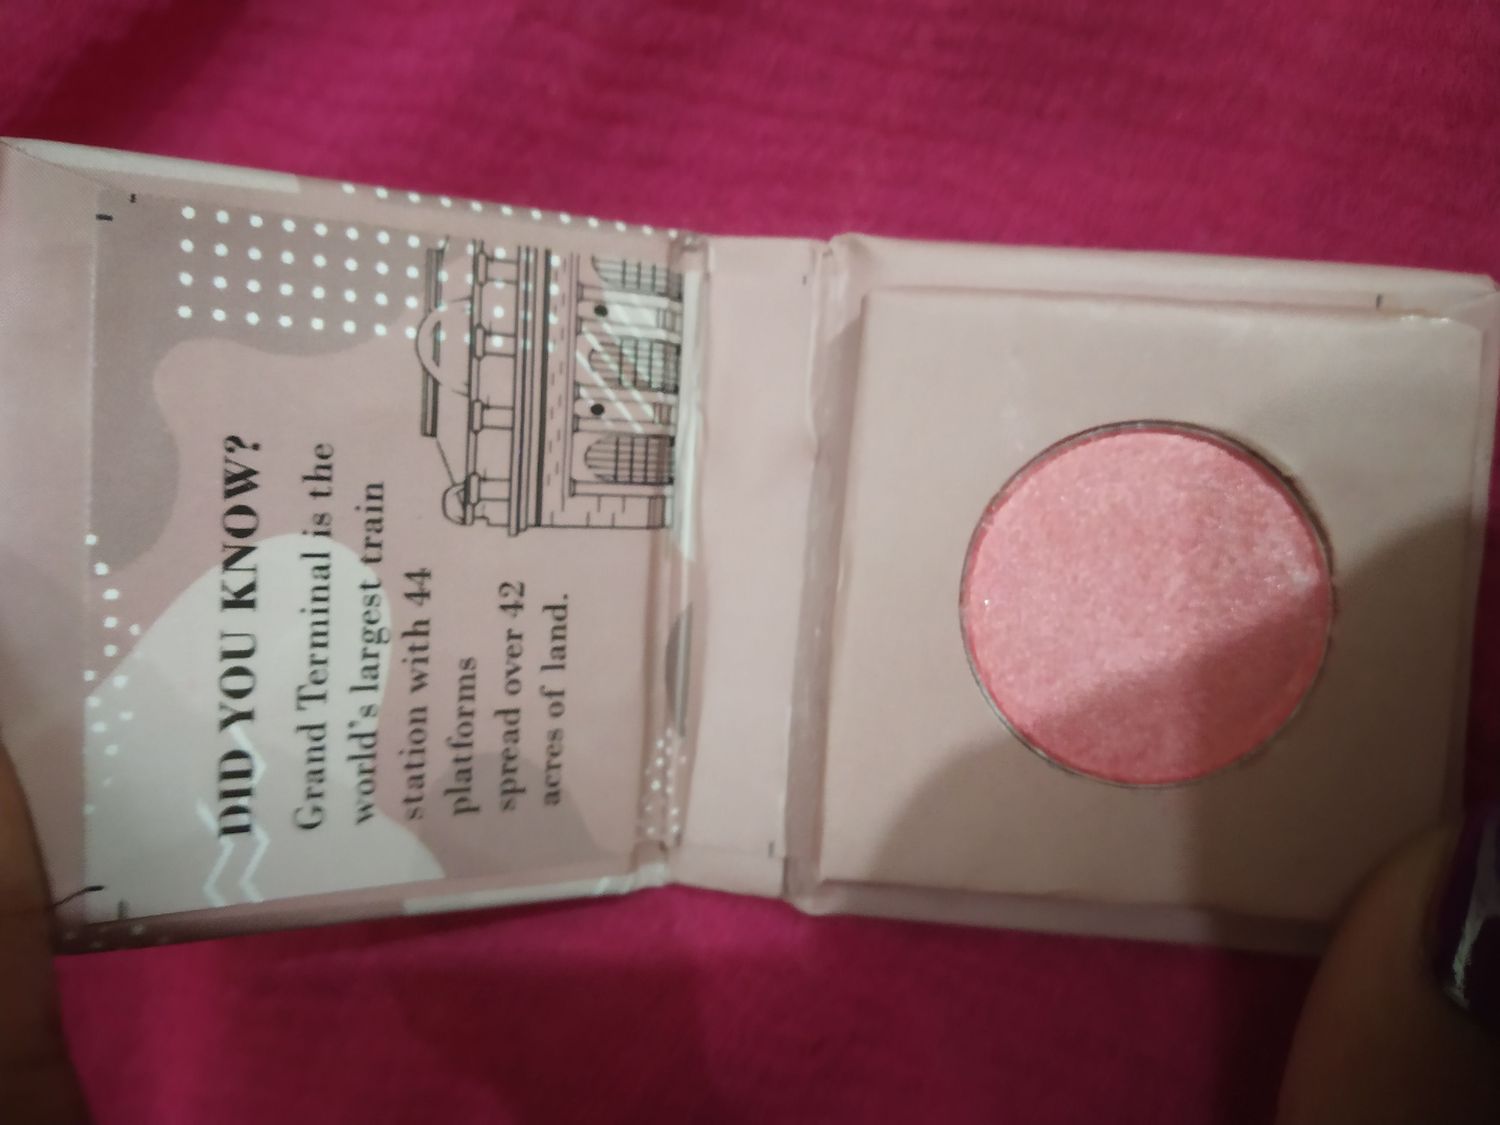 DID YOU KNOW?
Grand Terminal is the
world's largest train
station with 44
platforms
spread over 42
acres of land.